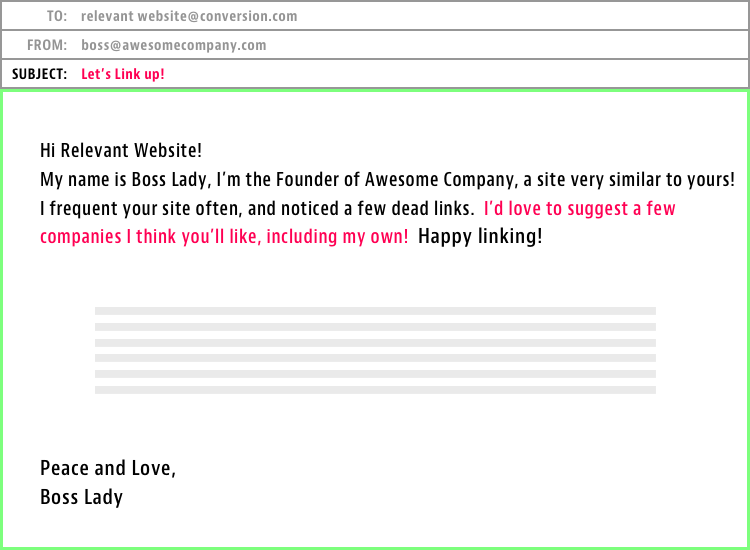 TO: relevant website@conversion.com
FROM: boss@awesomecompany.com
SUBJECT: Let's Link up!
Hi Relevant Website!
My name is Boss Lady, I'm the Founder of Awesome Company, a site very similar to yours!
I frequent your site often, and noticed a few dead links. I'd love to suggest a few
companies I think you'll like, including my own! Happy linking!
Peace and Love,
Boss Lady